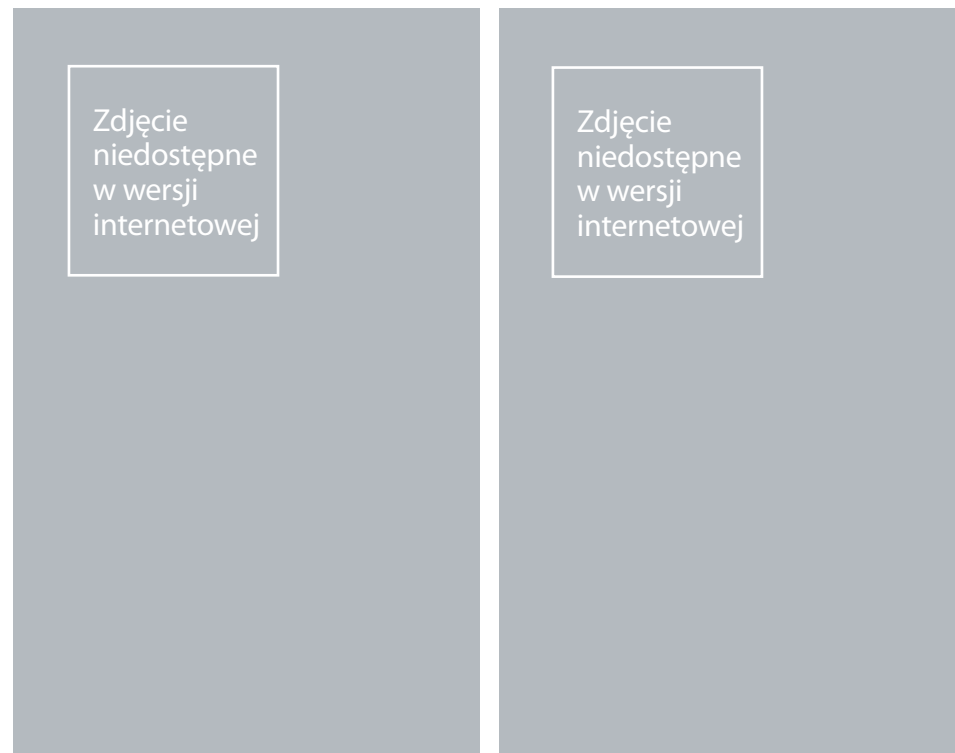 Zdjęcie
niedostępne
w wersji
internetowej
Zdjęcie
niedostępne
w wersji
internetowej